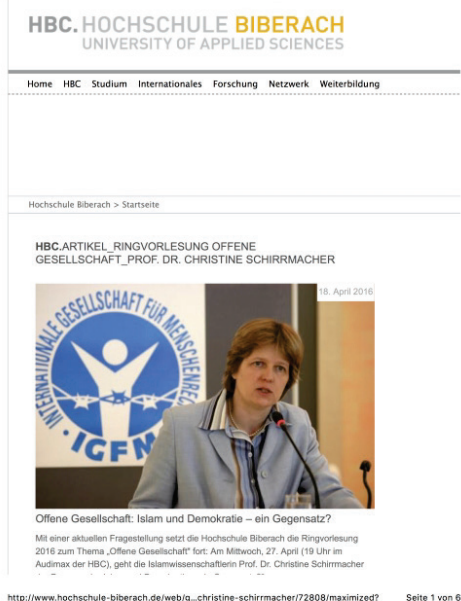 HBC.HOCHSCHULE BIBERACH
UNIVERSITY OF APPLIED SCIENCES
Home HBC Studium Internationales Forschung Netzwerk Weiterbildung
Hochschule Biberach > Startseite
HBC.ARTIKEL_RINGVORLESUNG OFFENE
GESELLSCHAFT_PROF. DR. CHRISTINE SCHIRRMACHER
18. April 2016
INTERNATIONALE GESELLSCHAFT FÜR MENSCHENREC
IGFM
Offene Gesellschaft: Islam und Demokratie – ein Gegensatz?
Mit einer aktuellen Fragestellung setzt die Hochschule Biberach die Ringvorlesung
2016 zum Thema „Offene Gesellschaft" fort: Am Mittwoch, 27. April (19 Uhr im
Audimax der HBC), geht die Islamwissenschaftlerin Prof. Dr. Christine Schirrmacher
http://www.hochschule-biberach.de/web/g...christine-schirrmacher/72808/maximized? Seite 1 von 6